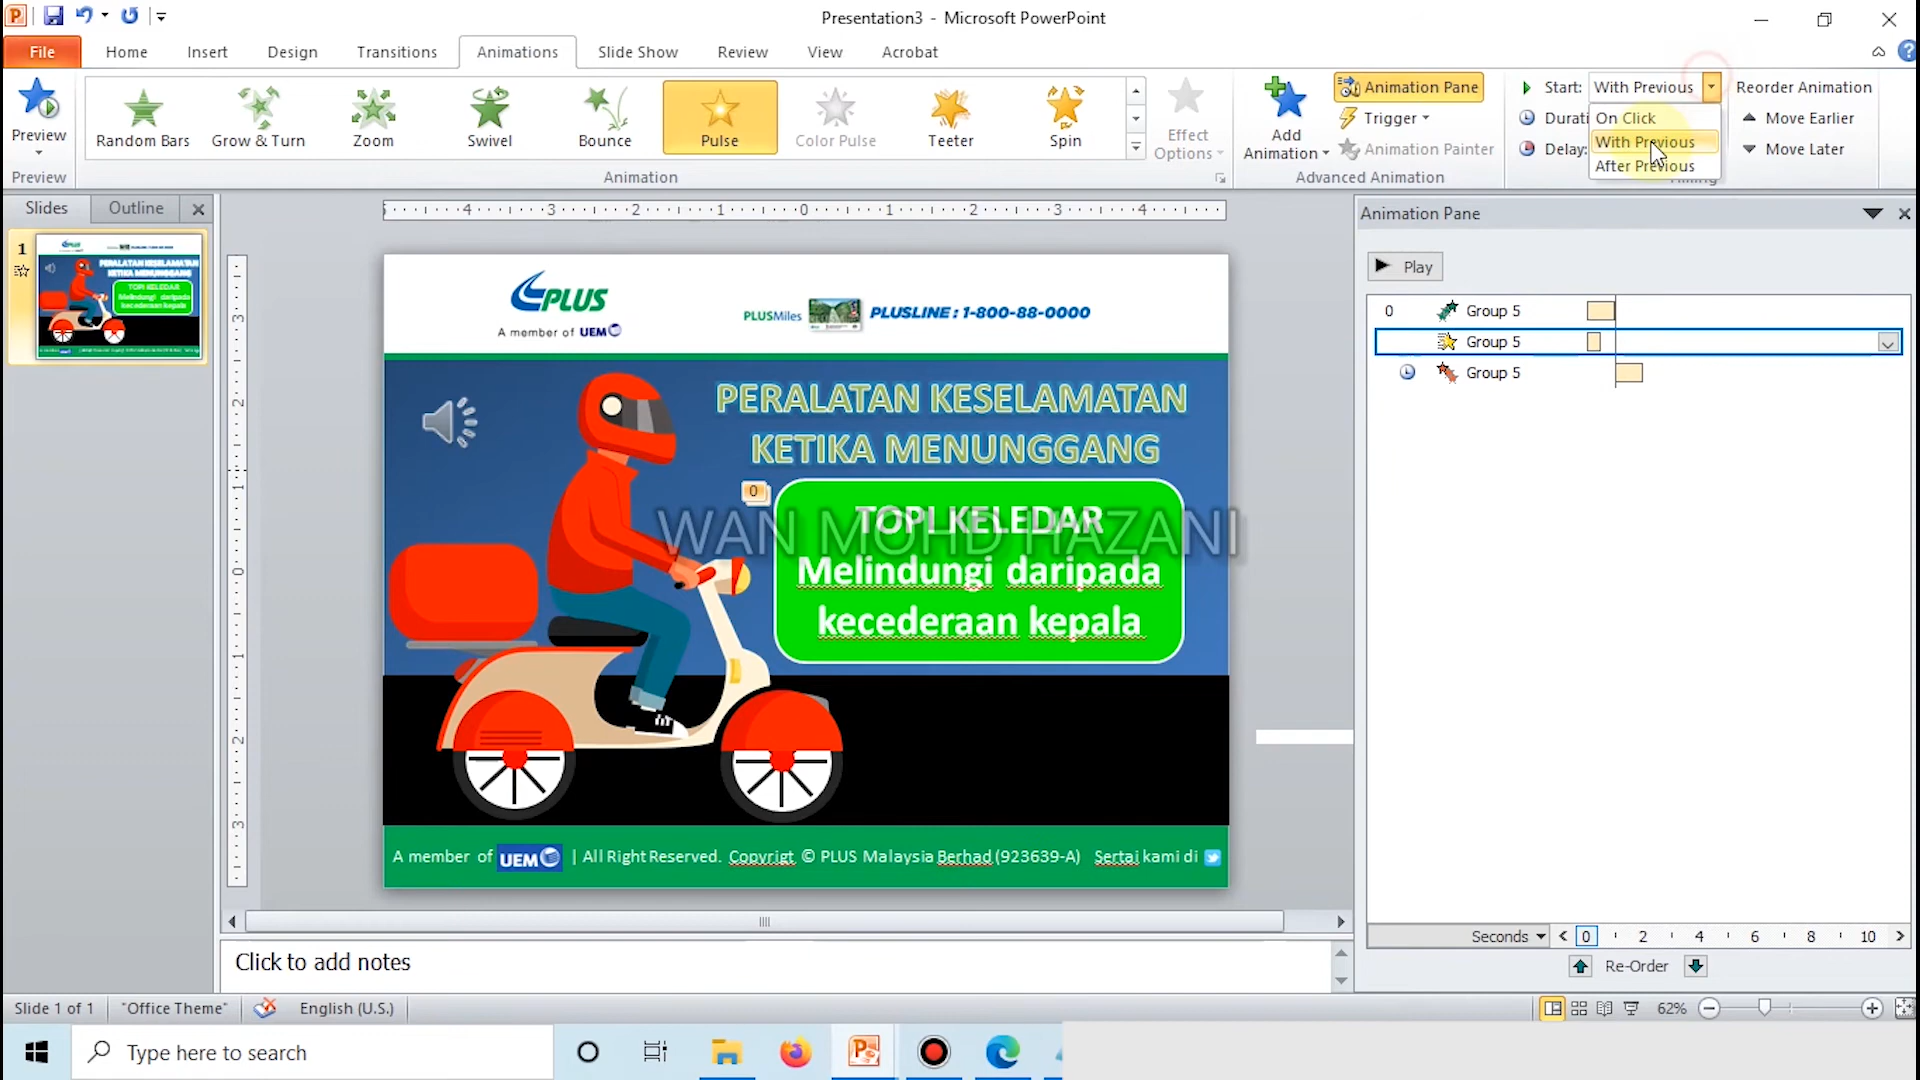 Presentation3 - Microsoft PowerPoint
File Home Insert Design Transitions Animations Slide Show Review View Acrobat
Preview
Random Bars Grow & Turn Zoom Swivel Bounce Pulse Color Pulse Teeter Spin
Effect Options
Add Animation
Animation Pane
Trigger
Animation Painter
Start: With Previous
Reorder Animation
On Click
Move Earlier
With Previous
Delay:
Move Later
After Previous
Preview Animation Advanced Animation
Slides Outline
Animation Pane
Play
0 Group 5
Group 5
Group 5
1
PLUS
A member of UEM
PLUSMiles
PLUSLINE : 1-800-88-0000
PERALATAN KESELAMATAN
KETIKA MENUNGGANG
0
TOPI KELEDAR
WAN MOHD HAZANI
Melindungi daripada
kecederaan kepala
A member of UEM | All Right Reserved. Copyrigt © PLUS Malaysia Berhad (923639-A) Sertai kami di
Seconds 0 2 4 6 8 10
Re-Order
Click to add notes
Slide 1 of 1 "Office Theme" English (U.S.) 62%
Type here to search